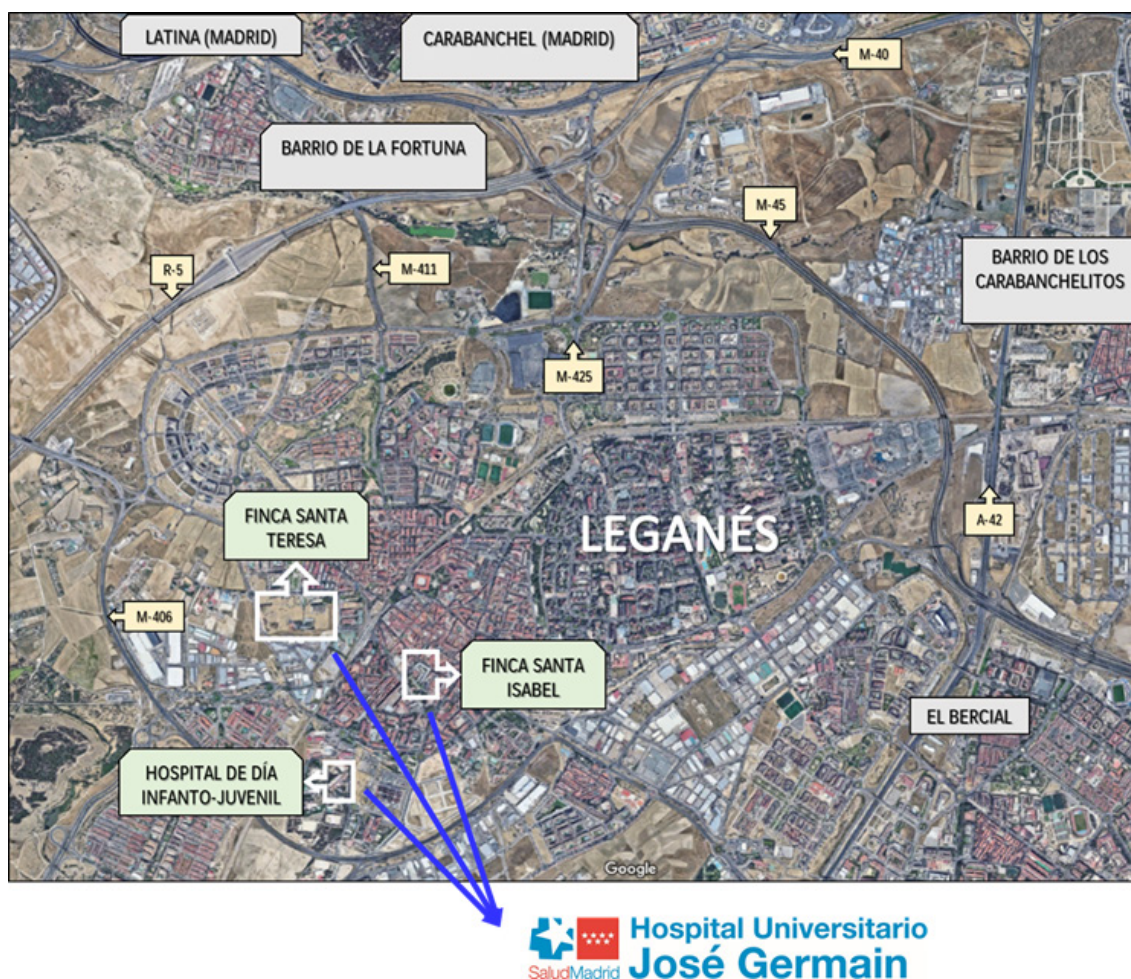 LATINA (MADRID)
CARABANCHEL (MADRID)
M-40
BARRIO DE LA FORTUNA
M-45
R-5
M-411
BARRIO DE LOS
CARABANCHELITOS
M-425
FINCA SANTA
TERESA
LEGANÉS
A-42
M-406
FINCA SANTA
ISABEL
EL BERCIAL
HOSPITAL DE DÍA
INFANTO-JUVENIL
Google
SaludMadrid
Hospital Universitario
José Germain